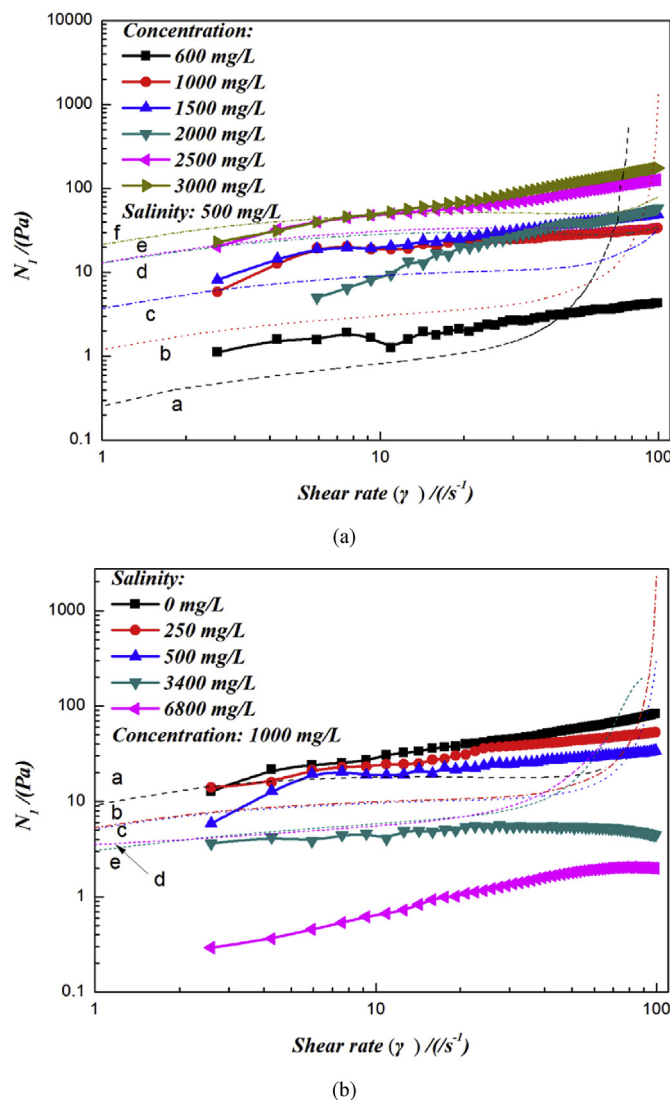 10000
1000
100
10
1
0.1
N₁ /(Pa)
Concentration:
600 mg/L
1000 mg/L
1500 mg/L
2000 mg/L
2500 mg/L
3000 mg/L
Salinity: 500 mg/L
f
e
d
c
b
a
1 10 100
Shear rate (γ ) /(/s⁻¹)
(a)
1000
100
10
1
0.1
N₁ /(Pa)
Salinity:
0 mg/L
250 mg/L
500 mg/L
3400 mg/L
6800 mg/L
Concentration: 1000 mg/L
a
b
c
e d
1 10 100
Shear rate (γ ) /(/s⁻¹)
(b)